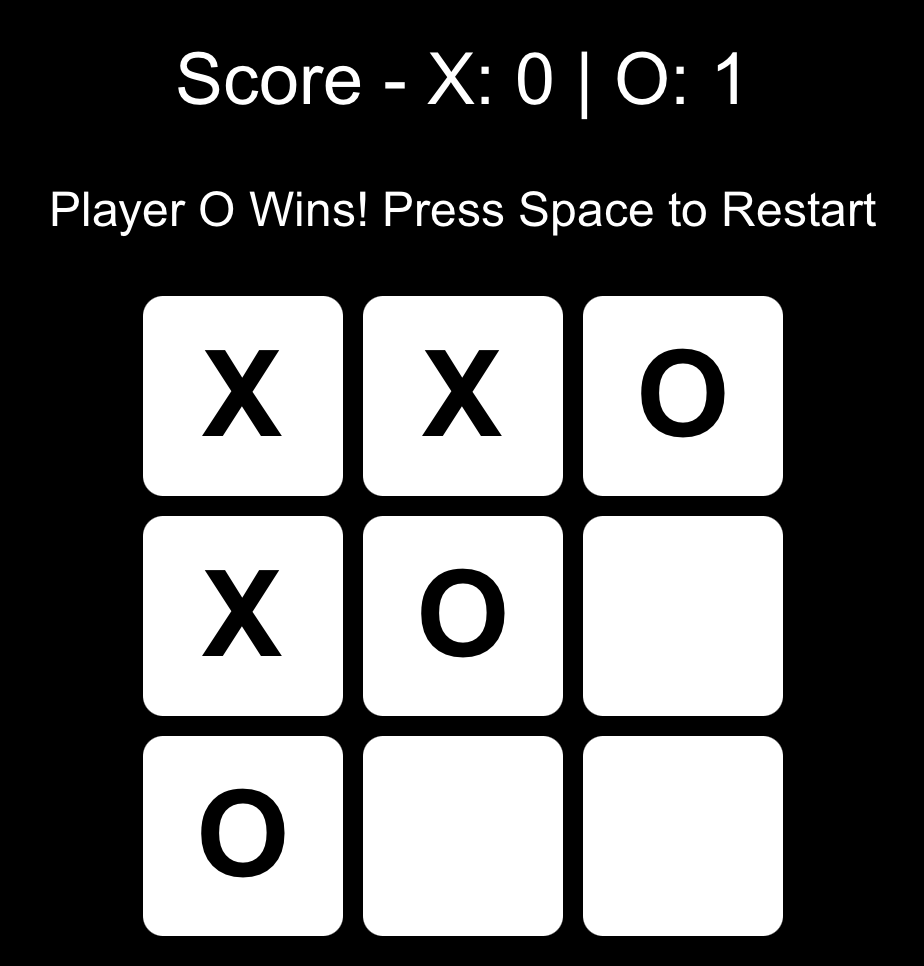 Score - X: 0 | O: 1
Player O Wins! Press Space to Restart
X X O
X O
O